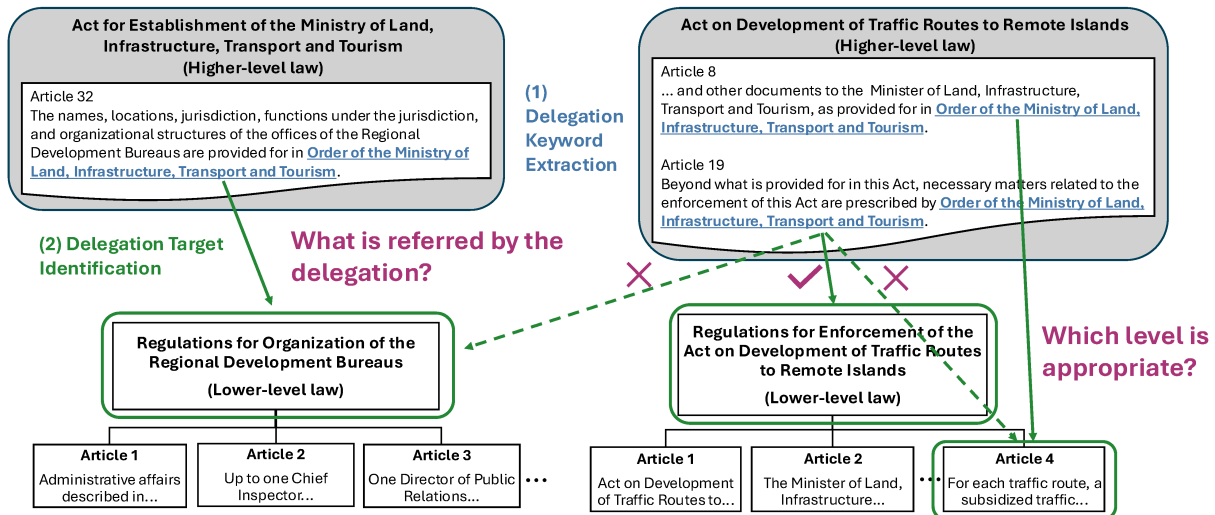 Act for Establishment of the Ministry of Land,
Infrastructure, Transport and Tourism
(Higher-level law)
Article 32
The names, locations, jurisdiction, functions under the jurisdiction,
and organizational structures of the offices of the Regional
Development Bureaus are provided for in Order of the Ministry of
Land, Infrastructure, Transport and Tourism.
(1)
Delegation
Keyword
Extraction
Act on Development of Traffic Routes to Remote Islands
(Higher-level law)
Article 8
... and other documents to the Minister of Land, Infrastructure,
Transport and Tourism, as provided for in Order of the Ministry of Land,
Infrastructure, Transport and Tourism.
Article 19
Beyond what is provided for in this Act, necessary matters related to the
enforcement of this Act are prescribed by Order of the Ministry of Land,
Infrastructure, Transport and Tourism.
(2) Delegation Target
Identification
What is referred by the
delegation?
Regulations for Organization of the
Regional Development Bureaus
(Lower-level law)
Article 1
Administrative affairs
described in...
Article 2
Up to one Chief
Inspector...
Article 3
One Director of Public
Relations...
...
Regulations for Enforcement of the
Act on Development of Traffic Routes
to Remote Islands
(Lower-level law)
Which level is
appropriate?
Article 1
Act on Development
of Traffic Routes to...
Article 2
The Minister of Land,
Infrastructure...
...
Article 4
For each traffic route, a
subsidized traffic...